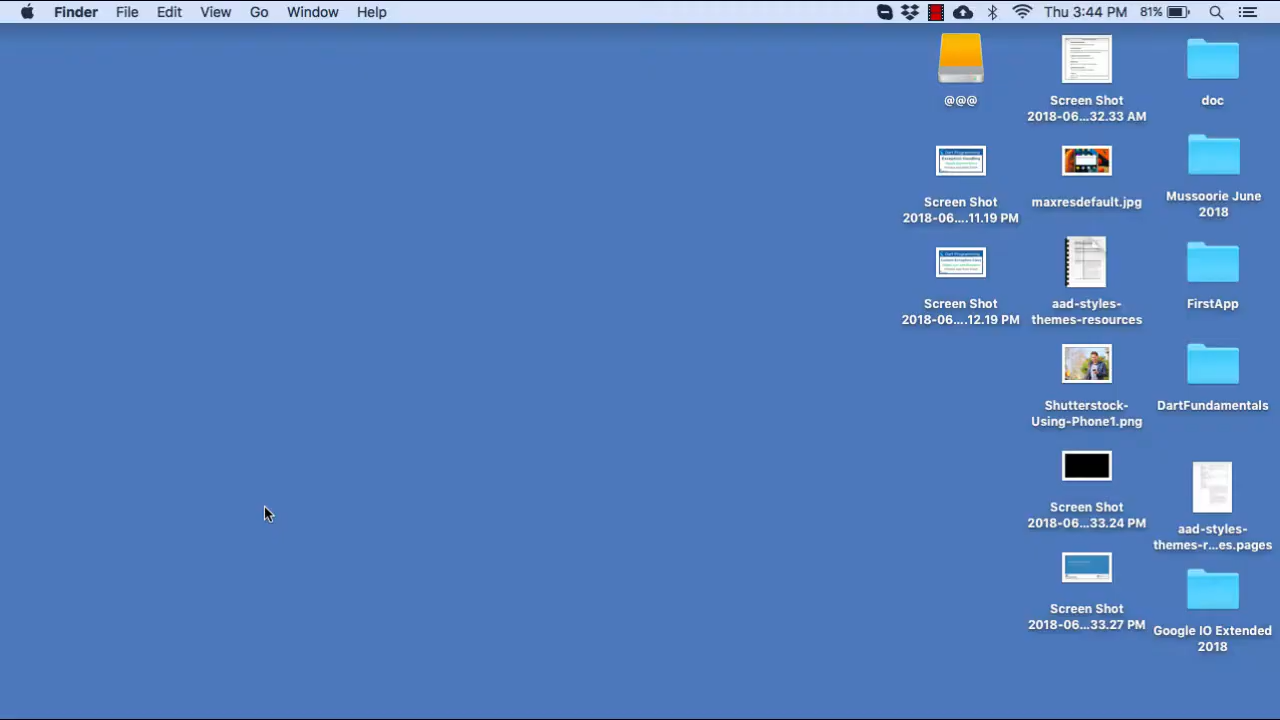 Finder File Edit View Go Window Help Thu 3:44 PM 81%
@@@
Screen Shot
2018-06...32.33 AM
doc
Screen Shot
2018-06....11.19 PM
maxresdefault.jpg
Mussoorie June
2018
Screen Shot
2018-06....12.19 PM
aad-styles-
themes-resources
FirstApp
Shutterstock-
Using-Phone1.png
DartFundamentals
Screen Shot
2018-06...33.24 PM
aad-styles-
themes-r...es.pages
Screen Shot
2018-06...33.27 PM
Google IO Extended
2018